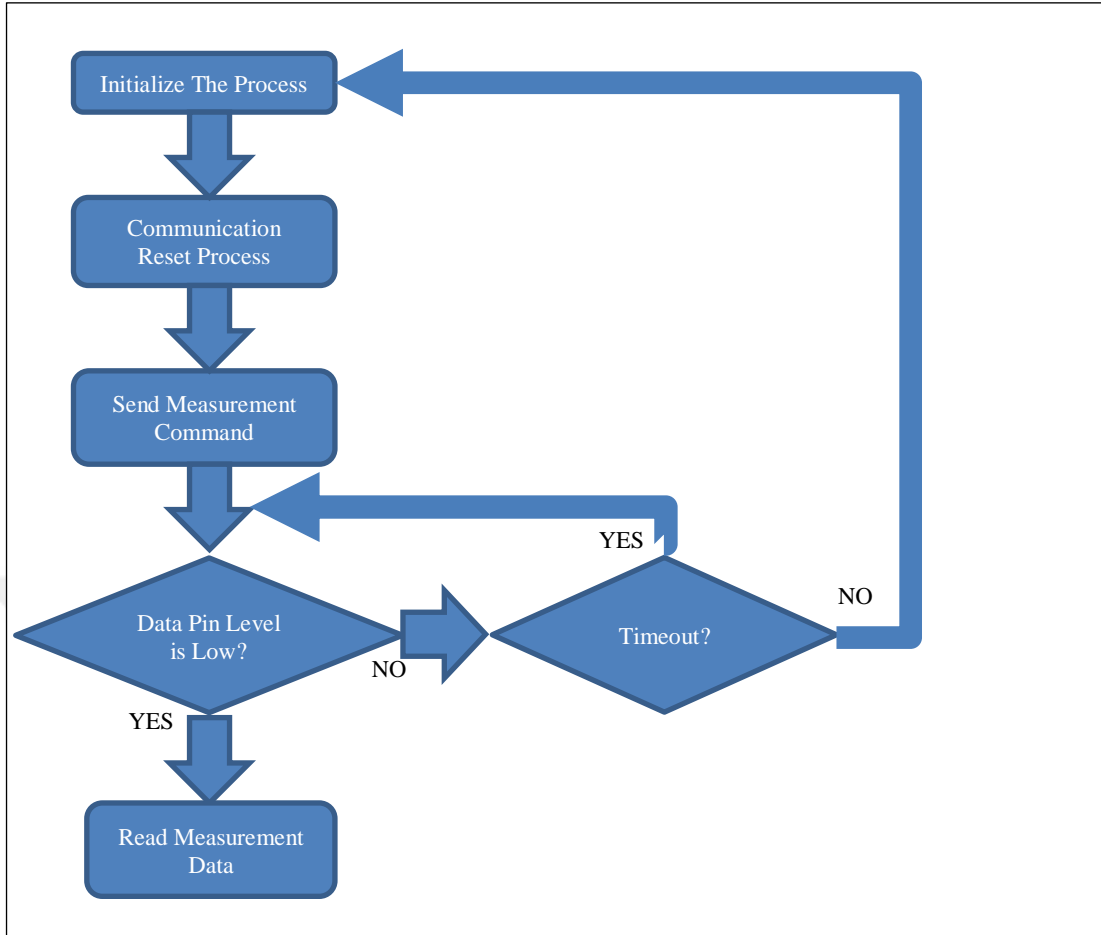 Initialize The Process
Communication
Reset Process
Send Measurement
Command
YES
NO
Data Pin Level
is Low?
Timeout?
NO
YES
Read Measurement
Data